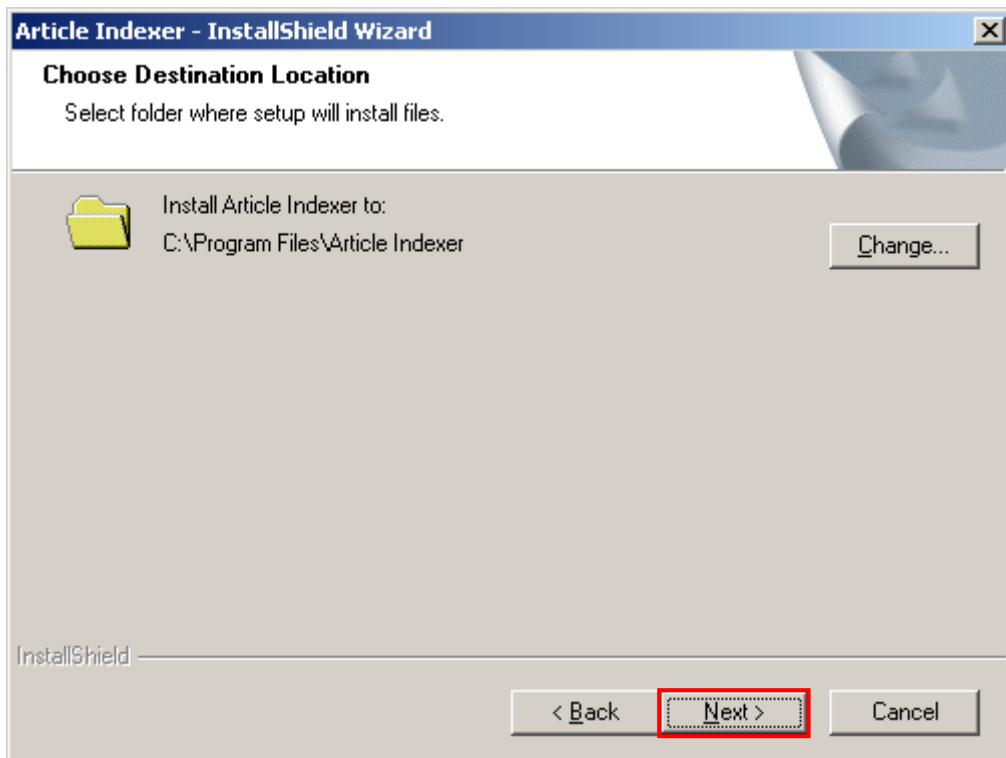 Article Indexer - InstallShield Wizard
Choose Destination Location
Select folder where setup will install files.
Install Article Indexer to:
C:\Program Files\Article Indexer
Change...
InstallShield
< Back
Next >
Cancel